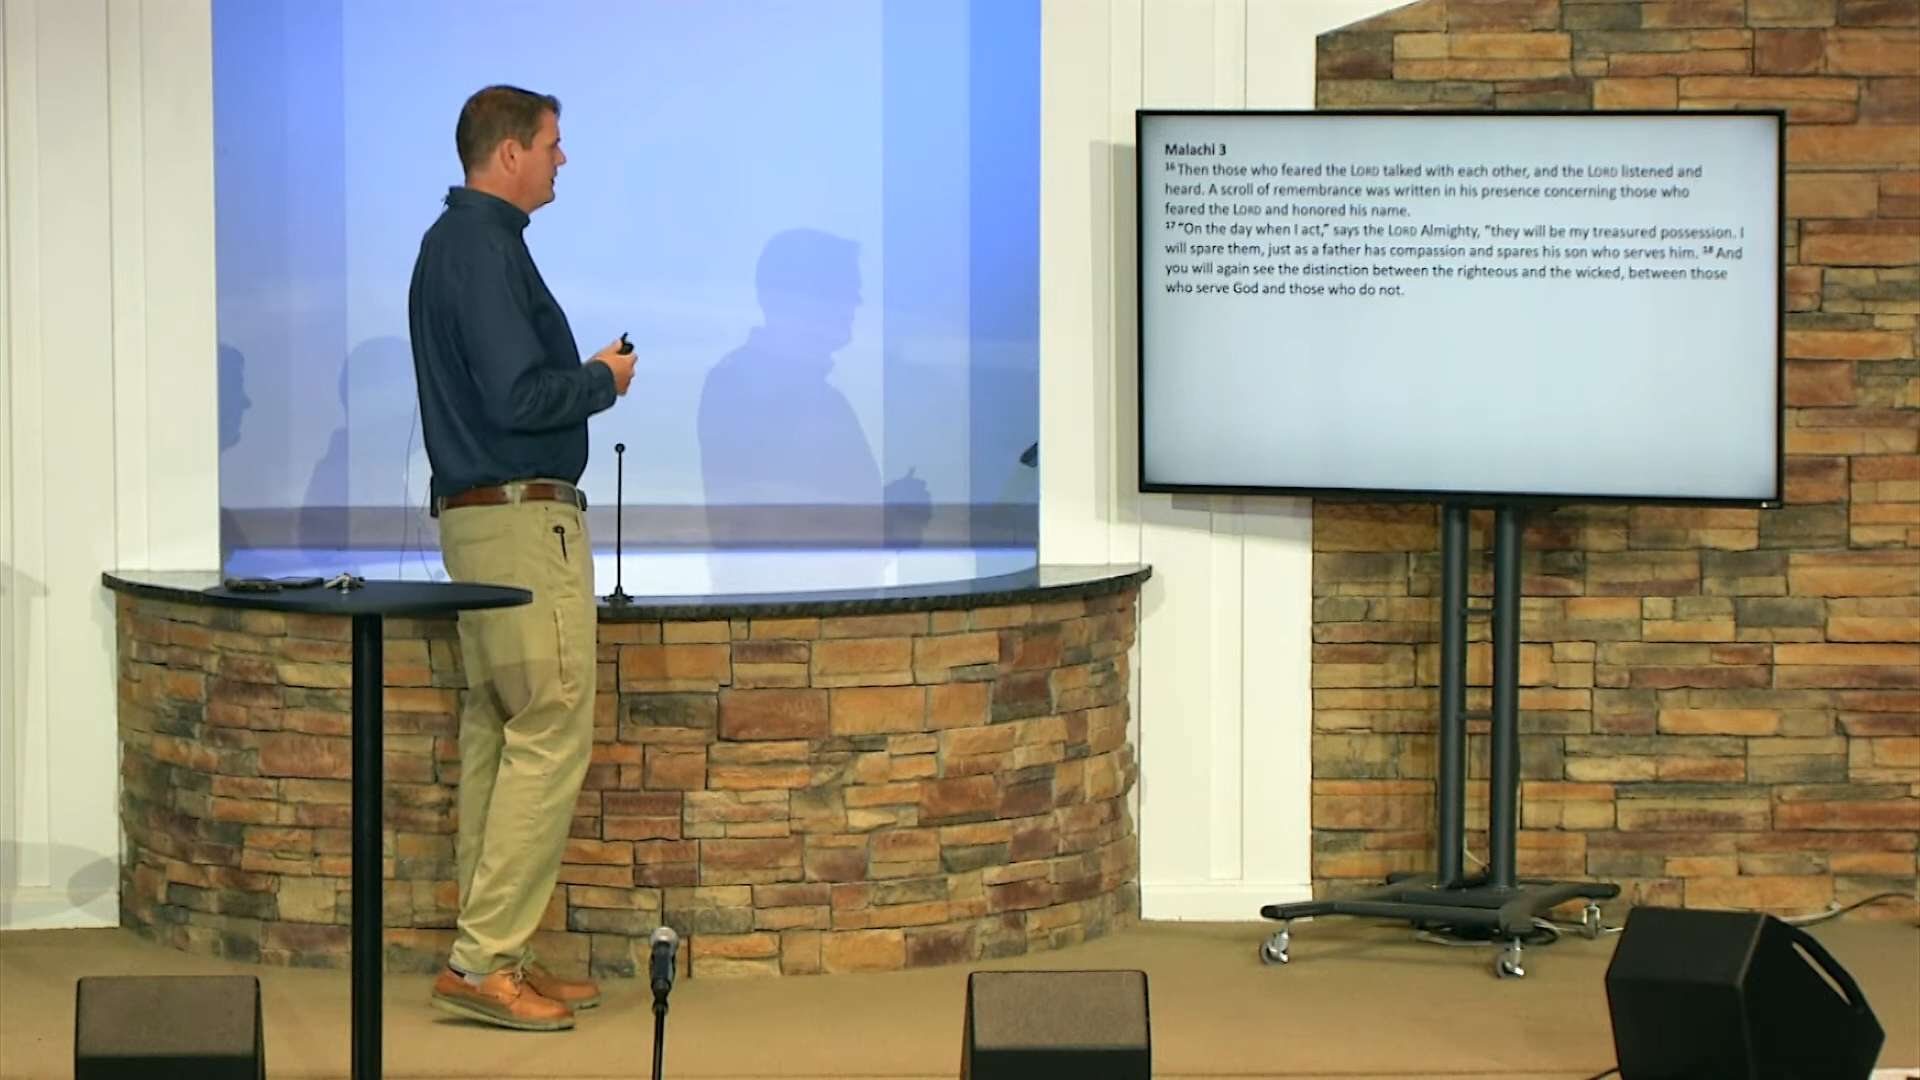 Malachi 3
16 Then those who feared the LORD talked with each other, and the LORD listened and
heard. A scroll of remembrance was written in his presence concerning those who
feared the LORD and honored his name.
17 "On the day when I act," says the LORD Almighty, "they will be my treasured possession. I
will spare them, just as a father has compassion and spares his son who serves him. 18 And
you will again see the distinction between the righteous and the wicked, between those
who serve God and those who do not.